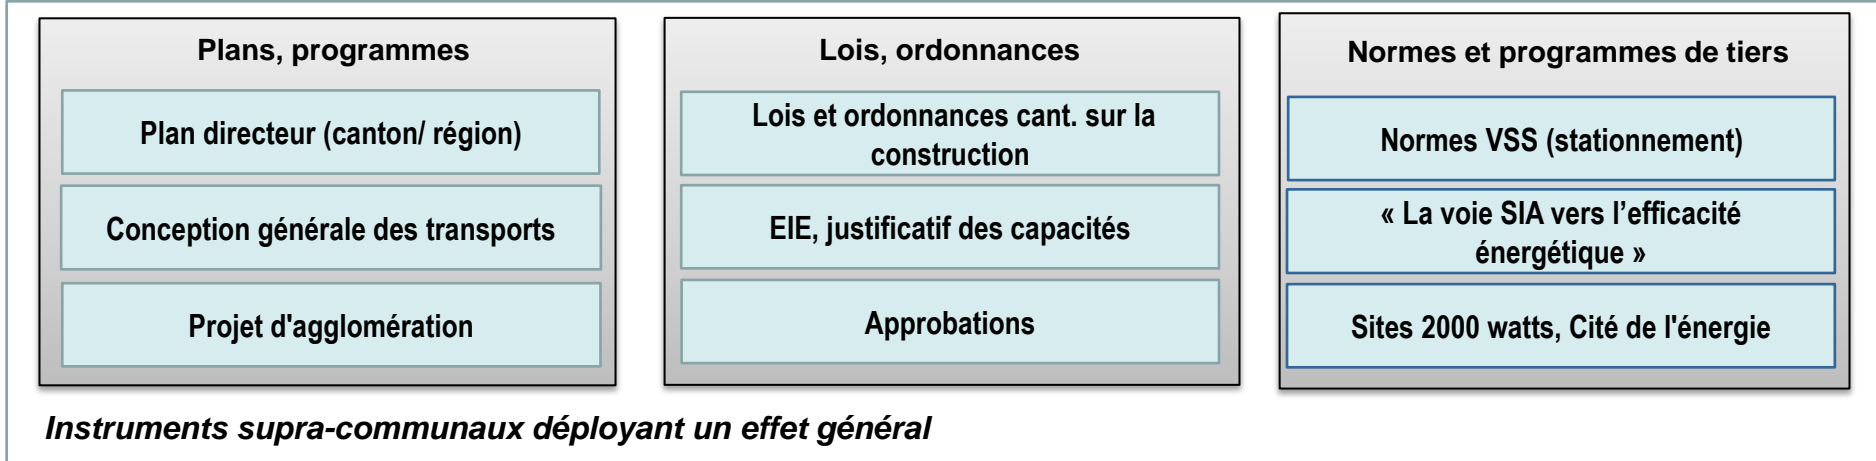 Plans, programmes
Plan directeur (canton/ région)
Conception générale des transports
Projet d'agglomération
Lois, ordonnances
Lois et ordonnances cant. sur la
construction
EIE, justificatif des capacités
Approbations
Normes et programmes de tiers
Normes VSS (stationnement)
« La voie SIA vers l’efficacité
énergétique »
Sites 2000 watts, Cité de l'énergie
Instruments supra-communaux déployant un effet général